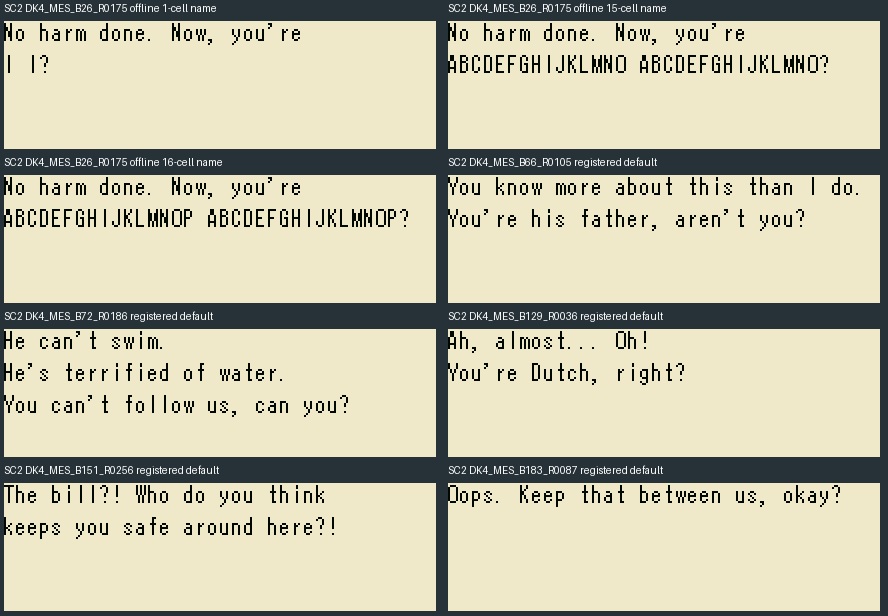 SC2 DK4_MES_B26_R0175 offline 1-cell name
No harm done. Now, you're
I I?
SC2 DK4_MES_B26_R0175 offline 15-cell name
No harm done. Now, you're
ABCDEFGHIJKLMNO ABCDEFGHIJKLMNO?
SC2 DK4_MES_B26_R0175 offline 16-cell name
No harm done. Now, you're
ABCDEFGHIJKLMNOP ABCDEFGHIJKLMNOP?
SC2 DK4_MES_B66_R0105 registered default
You know more about this than I do.
You're his father, aren't you?
SC2 DK4_MES_B72_R0186 registered default
He can't swim.
He's terrified of water.
You can't follow us, can you?
SC2 DK4_MES_B129_R0036 registered default
Ah, almost... Oh!
You're Dutch, right?
SC2 DK4_MES_B151_R0256 registered default
The bill?! Who do you think
keeps you safe around here?!
SC2 DK4_MES_B183_R0087 registered default
Oops. Keep that between us, okay?